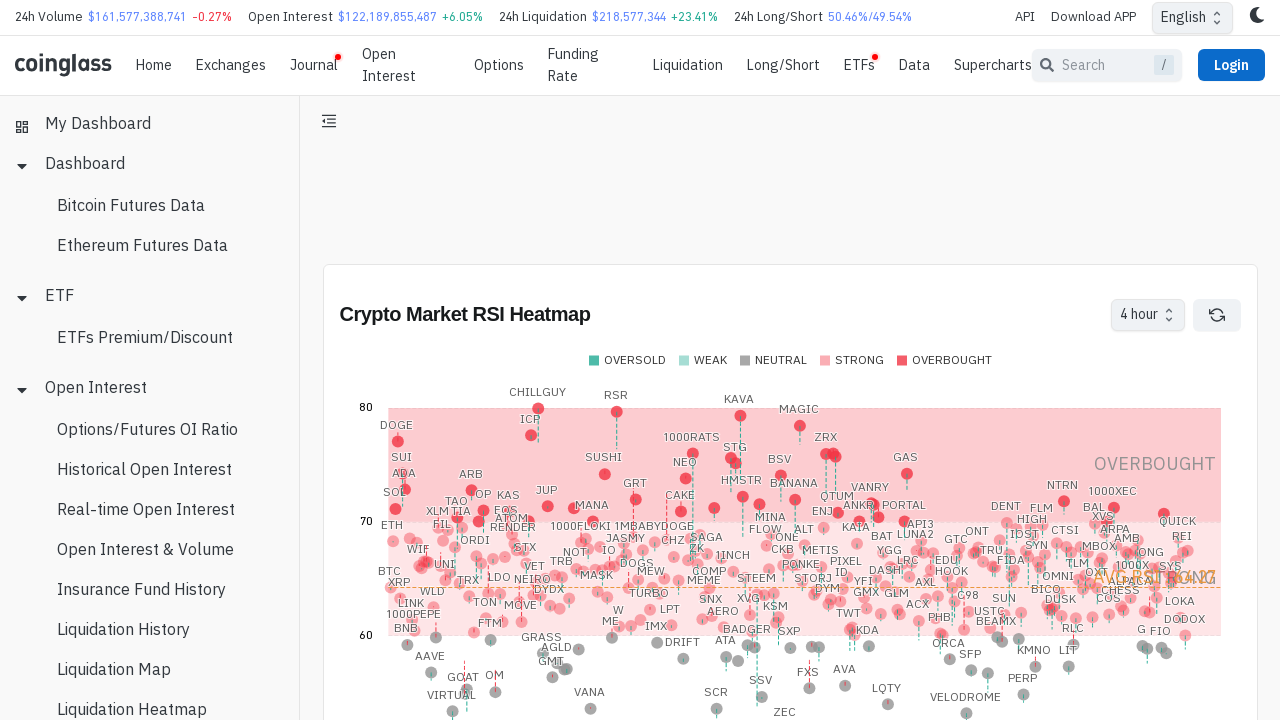 24h Volume $161,577,388,741 -0.27% Open Interest $122,189,855,487 +6.05% 24h Liquidation $218,577,344 +23.41% 24h Long/Short 50.46%/49.54% API Download APP English
coinglass Home Exchanges Journal Open Interest Options Funding Rate Liquidation Long/Short ETFs Data Supercharts Search / Login
My Dashboard
Dashboard
Bitcoin Futures Data
Ethereum Futures Data
ETF
ETFs Premium/Discount
Open Interest
Options/Futures OI Ratio
Historical Open Interest
Real-time Open Interest
Open Interest & Volume
Insurance Fund History
Liquidation History
Liquidation Map
Liquidation Heatmap
Crypto Market RSI Heatmap 4 hour
OVERSOLD WEAK NEUTRAL STRONG OVERBOUGHT
CHILLGUY RSR KAVA
80 MAGIC
DOGE ICP 1000RATS STG ZRX
SUI SUSHI NEO BSV GAS OVERBOUGHT
ADA ARB GRT HMSTR BANANA VANRY NTRN
SOL TAO OP KAS JUP CAKE QTUM 1000XEC
XLM TIA EOS MANA ENJ ANKR PORTAL DENT FLM BAL
70 ETH FIL ATOM 1000FLOKI 1MBABYDOGE MINA KAIA API3 HIGH XVS QUICK
RENDER FLOW ALT LUNA2 IOST CTSI ARPA
ORDI JASMY CHZ SAGA ONE BAT GTC ONT AMB REI
WIF STX NOT IO ZK 1INCH CKB METIS YGG TRU SYN MBOX ONG
UNI VET TRB DOGS PONKE PIXEL LRC EDU FIDA TLM 1000X SYS
BTC LDO NEIRO MASK MEW COMP STEEM STORJ ID DASH HOOK OMNI OXT STRONG
XRP TRX DYDX MEME DYM YFI AXL BICO ALPACA
WLD TURBO XVG GMX GLM C98 CHESS
LINK TON MOVE LPT SNX KSM ACX SUN DUSK COS LOKA
1000PEPE FTM W AERO TWT PHB USTC DODOX
60 BNB ME IMX BADGER SXP KDA BEAMX RLC G FIO
GRASS DRIFT ATA ORCA
AAVE AGLD SFP KMNO LIT
GOAT OM GMT FXS AVA PERP
VIRTUAL VANA SCR SSV LQTY VELODROME
ZEC